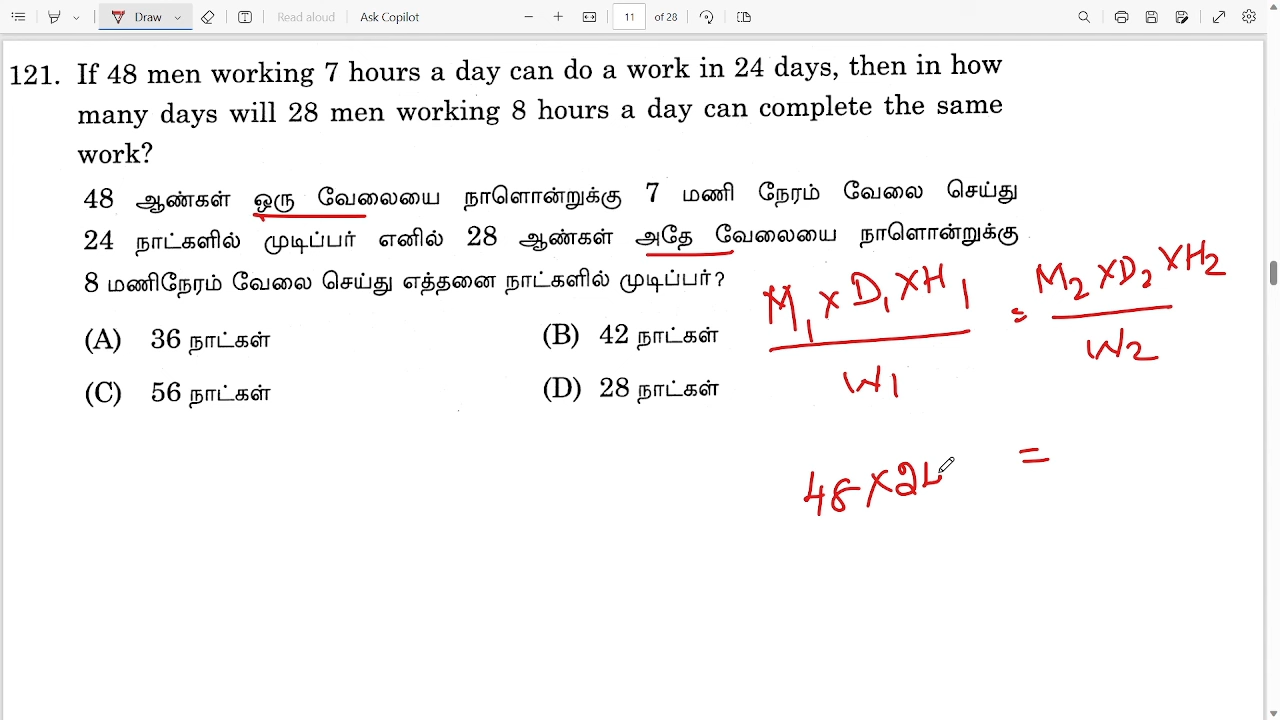 Draw
Read aloud
Ask Copilot
11
of 28
121. If 48 men working 7 hours a day can do a work in 24 days, then in how
many days will 28 men working 8 hours a day can complete the same
work?
48 ஆண்கள் ஒரு வேலையை நாளொன்றுக்கு 7 மணி நேரம் வேலை செய்து
24 நாட்களில் முடிப்பர் எனில் 28 ஆண்கள் அதே வேலையை நாளொன்றுக்கு
8 மணிநேரம் வேலை செய்து எத்தனை நாட்களில் முடிப்பர்?
(A) 36 நாட்கள்
(B) 42 நாட்கள்
(C) 56 நாட்கள்
(D) 28 நாட்கள்
M1 x D1 x H1 = M2 x D2 x H2
W1 W2
48 x 24 =